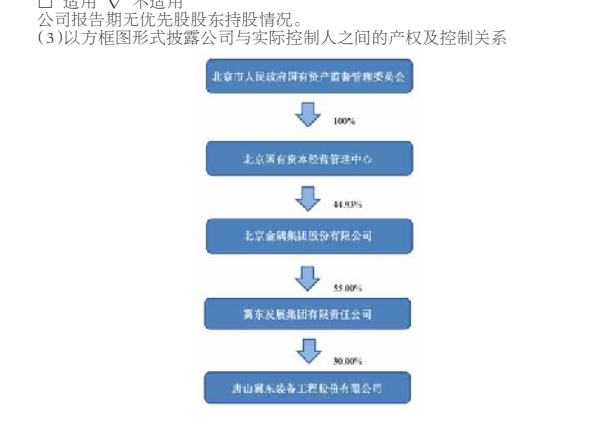 □ 适用 √ 不适用
公司报告期无优先股股东持股情况。
(3)以方框图形式披露公司与实际控制人之间的产权及控制关系
北京市人民政府国有资产监督管理委员会
100%
北京国有资本经营管理中心
44.93%
北京金隅集团股份有限公司
55.00%
冀东发展集团有限责任公司
30.00%
唐山冀东装备工程股份有限公司